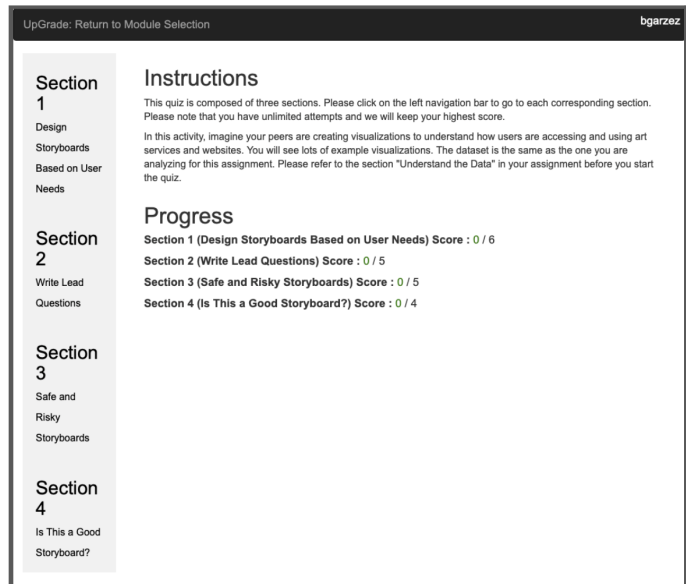 UpGrade: Return to Module Selection
bgarzez
Section
1
Design
Storyboards
Based on User
Needs
Section
2
Write Lead
Questions
Section
3
Safe and
Risky
Storyboards
Section
4
Is This a Good
Storyboard?
Instructions
This quiz is composed of three sections. Please click on the left navigation bar to go to each corresponding section.
Please note that you have unlimited attempts and we will keep your highest score.
In this activity, imagine your peers are creating visualizations to understand how users are accessing and using art
services and websites. You will see lots of example visualizations. The dataset is the same as the one you are
analyzing for this assignment. Please refer to the section "Understand the Data" in your assignment before you start
the quiz.
Progress
Section 1 (Design Storyboards Based on User Needs) Score : 0 / 6
Section 2 (Write Lead Questions) Score : 0 / 5
Section 3 (Safe and Risky Storyboards) Score : 0 / 5
Section 4 (Is This a Good Storyboard?) Score : 0 / 4